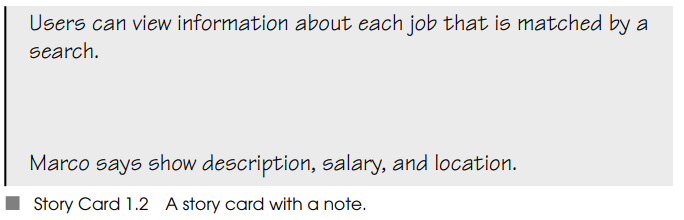 Users can view information about each job that is matched by a
search.
Marco says show description, salary, and location.
Story Card 1.2 A story card with a note.